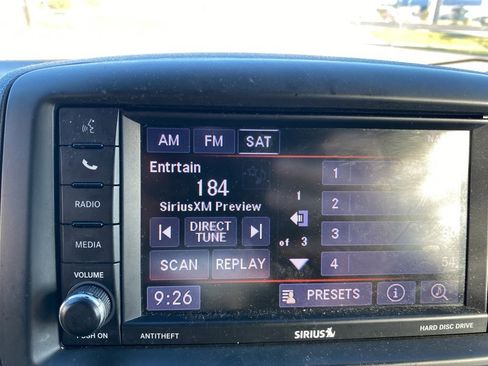 AM FM SAT
Entrtain
184
SiriusXM Preview
DIRECT
TUNE
SCAN REPLAY
9:26
1
of 3
1
2
3
4
PRESETS
RADIO
MEDIA
VOLUME
PUSH ON
ANTITHEFT
SIRIUS
HARD DISC DRIVE